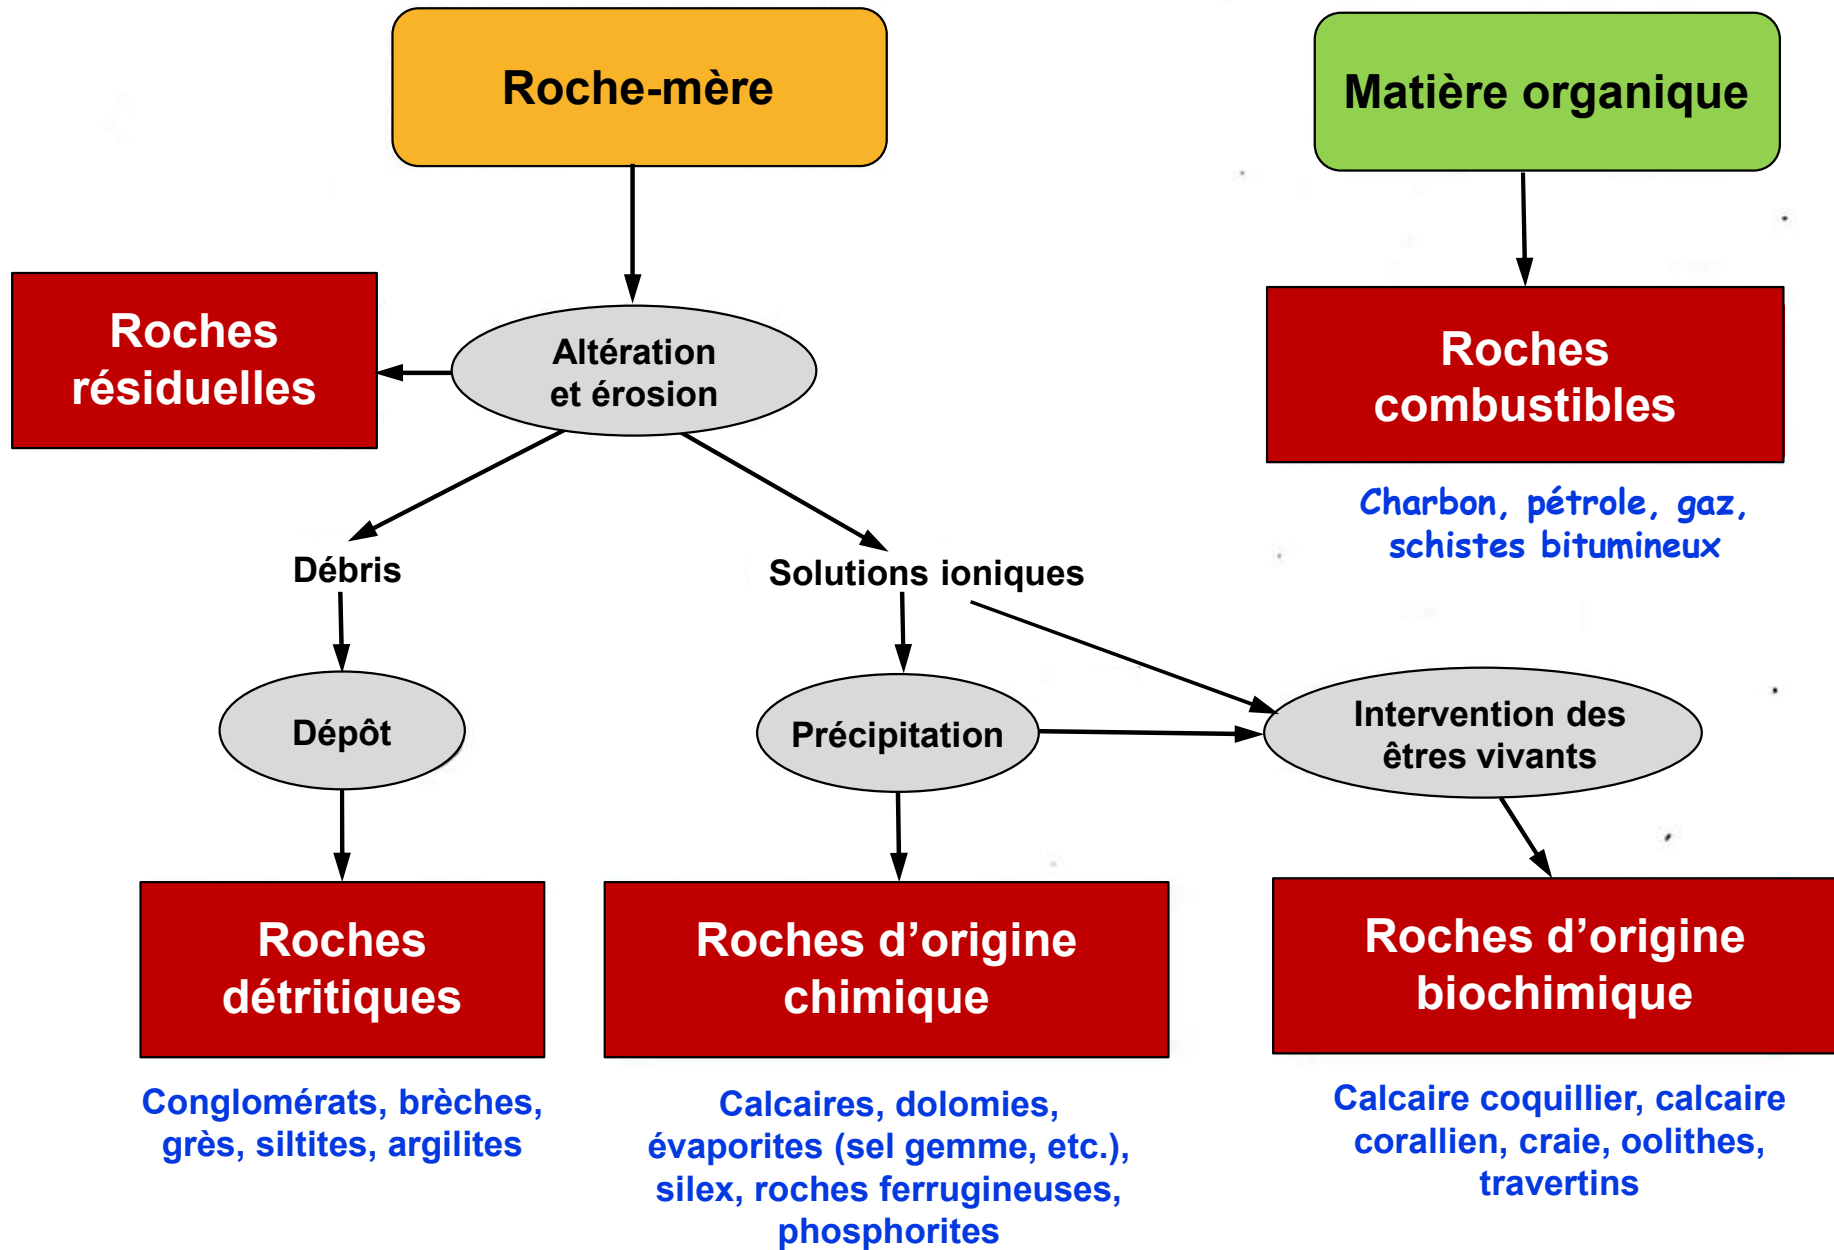 Roche-mère
Matière organique
Roches
résiduelles
Altération
et érosion
Roches
combustibles
Charbon, pétrole, gaz,
schistes bitumineux
Débris
Solutions ioniques
Dépôt
Précipitation
Intervention des
êtres vivants
Roches
détritiques
Roches d’origine
chimique
Roches d’origine
biochimique
Conglomérats, brèches,
grès, siltites, argilites
Calcaires, dolomies,
évaporites (sel gemme, etc.),
silex, roches ferrugineuses,
phosphorites
Calcaire coquillier, calcaire
corallien, craie, oolithes,
travertins